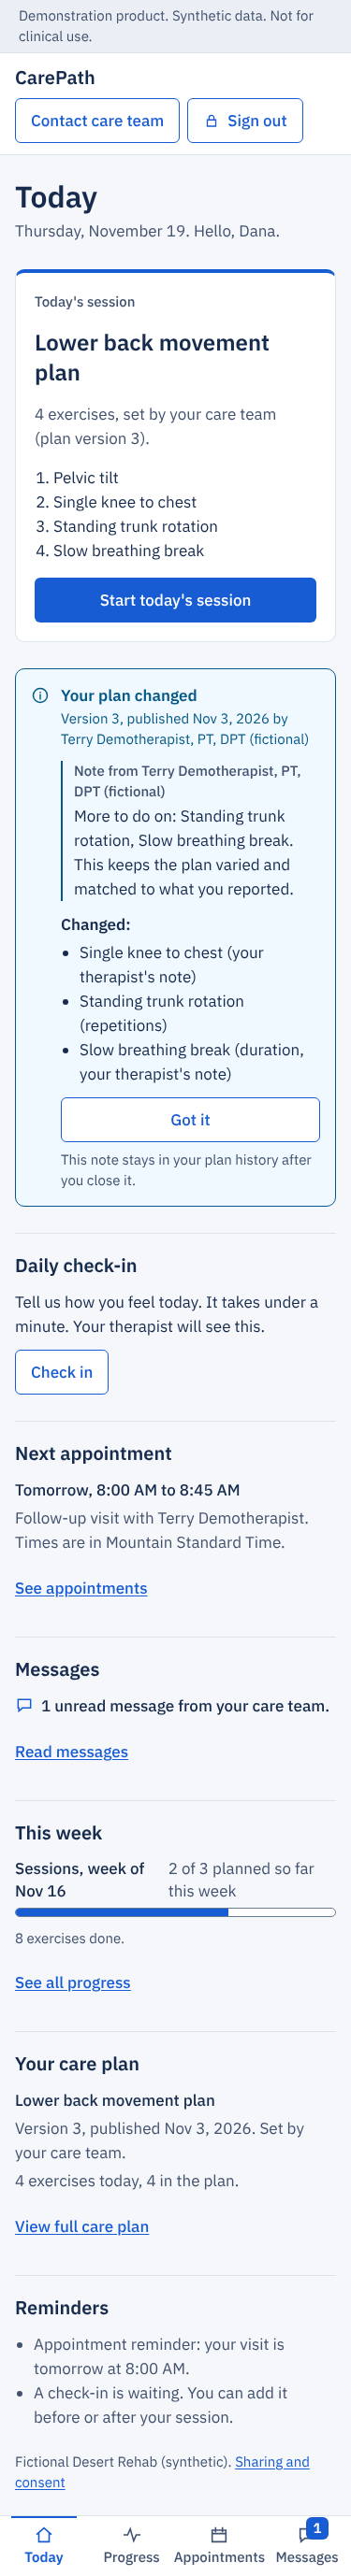 Demonstration product. Synthetic data. Not for
clinical use.
CarePath
Contact care team
Sign out
Today
Thursday, November 19. Hello, Dana.
Today's session
Lower back movement
plan
4 exercises, set by your care team
(plan version 3).
1. Pelvic tilt
2. Single knee to chest
3. Standing trunk rotation
4. Slow breathing break
Start today's session
Your plan changed
Version 3, published Nov 3, 2026 by
Terry Demotherapist, PT, DPT (fictional)
Note from Terry Demotherapist, PT,
DPT (fictional)
More to do on: Standing trunk
rotation, Slow breathing break.
This keeps the plan varied and
matched to what you reported.
Changed:
• Single knee to chest (your
therapist's note)
• Standing trunk rotation
(repetitions)
• Slow breathing break (duration,
your therapist's note)
Got it
This note stays in your plan history after
you close it.
Daily check-in
Tell us how you feel today. It takes under a
minute. Your therapist will see this.
Check in
Next appointment
Tomorrow, 8:00 AM to 8:45 AM
Follow-up visit with Terry Demotherapist.
Times are in Mountain Standard Time.
See appointments
Messages
1 unread message from your care team.
Read messages
This week
Sessions, week of
Nov 16
2 of 3 planned so far
this week
8 exercises done.
See all progress
Your care plan
Lower back movement plan
Version 3, published Nov 3, 2026. Set by
your care team.
4 exercises today, 4 in the plan.
View full care plan
Reminders
• Appointment reminder: your visit is
tomorrow at 8:00 AM.
• A check-in is waiting. You can add it
before or after your session.
Fictional Desert Rehab (synthetic). Sharing and
consent
1
Today
Progress
Appointments
Messages